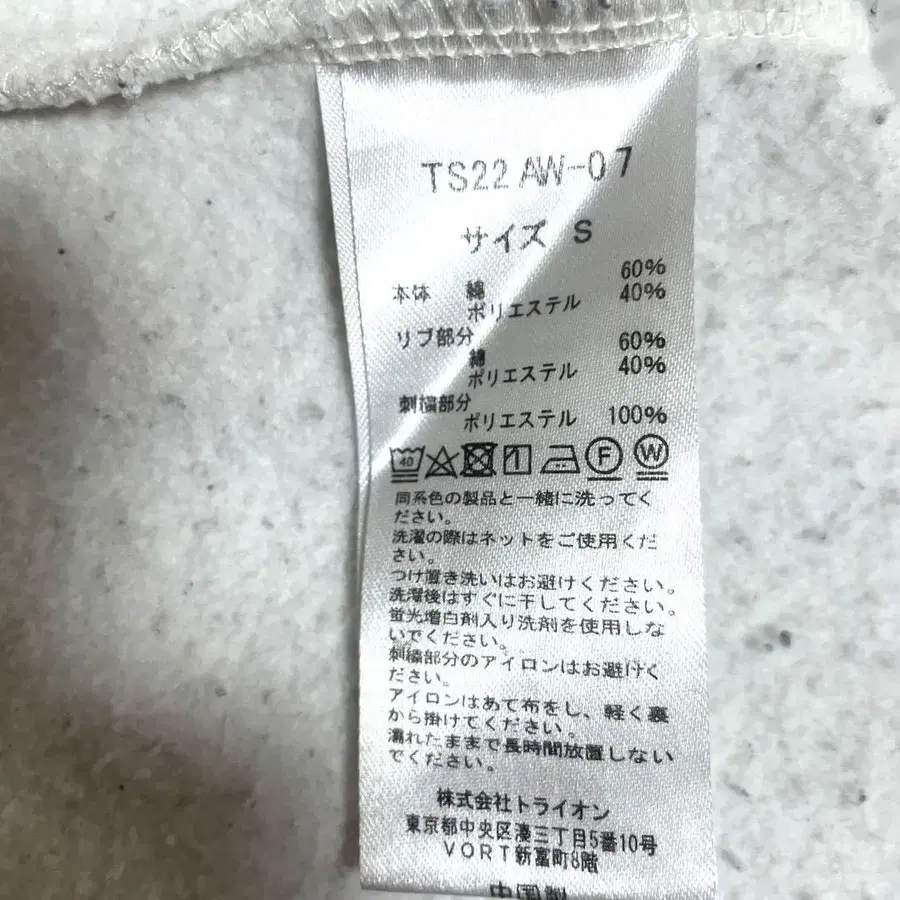 TS22AW-07
サイズ S
60%
本体 綿 40%
ポリエステル
リブ部分 60%
綿 40%
ポリエステル
刺繍部分
ポリエステル 100%
40 F W
同系色の製品と一緒に洗ってく
ださい。
洗濯の際はネットをご使用くだ
さい。
つけ置き洗いはお避けください。
洗濯後はすぐに干してください。
蛍光増白剤入り洗剤を使用しな
いでください。
刺繍部分のアイロンはお避けく
ださい。
アイロンはあて布をし、軽く裏
から掛けてください。
濡れたままで長時間放置しない
でください。
株式会社トライオン
東京都中央区湊三丁目5番10号
VORT新富町8階
中国製